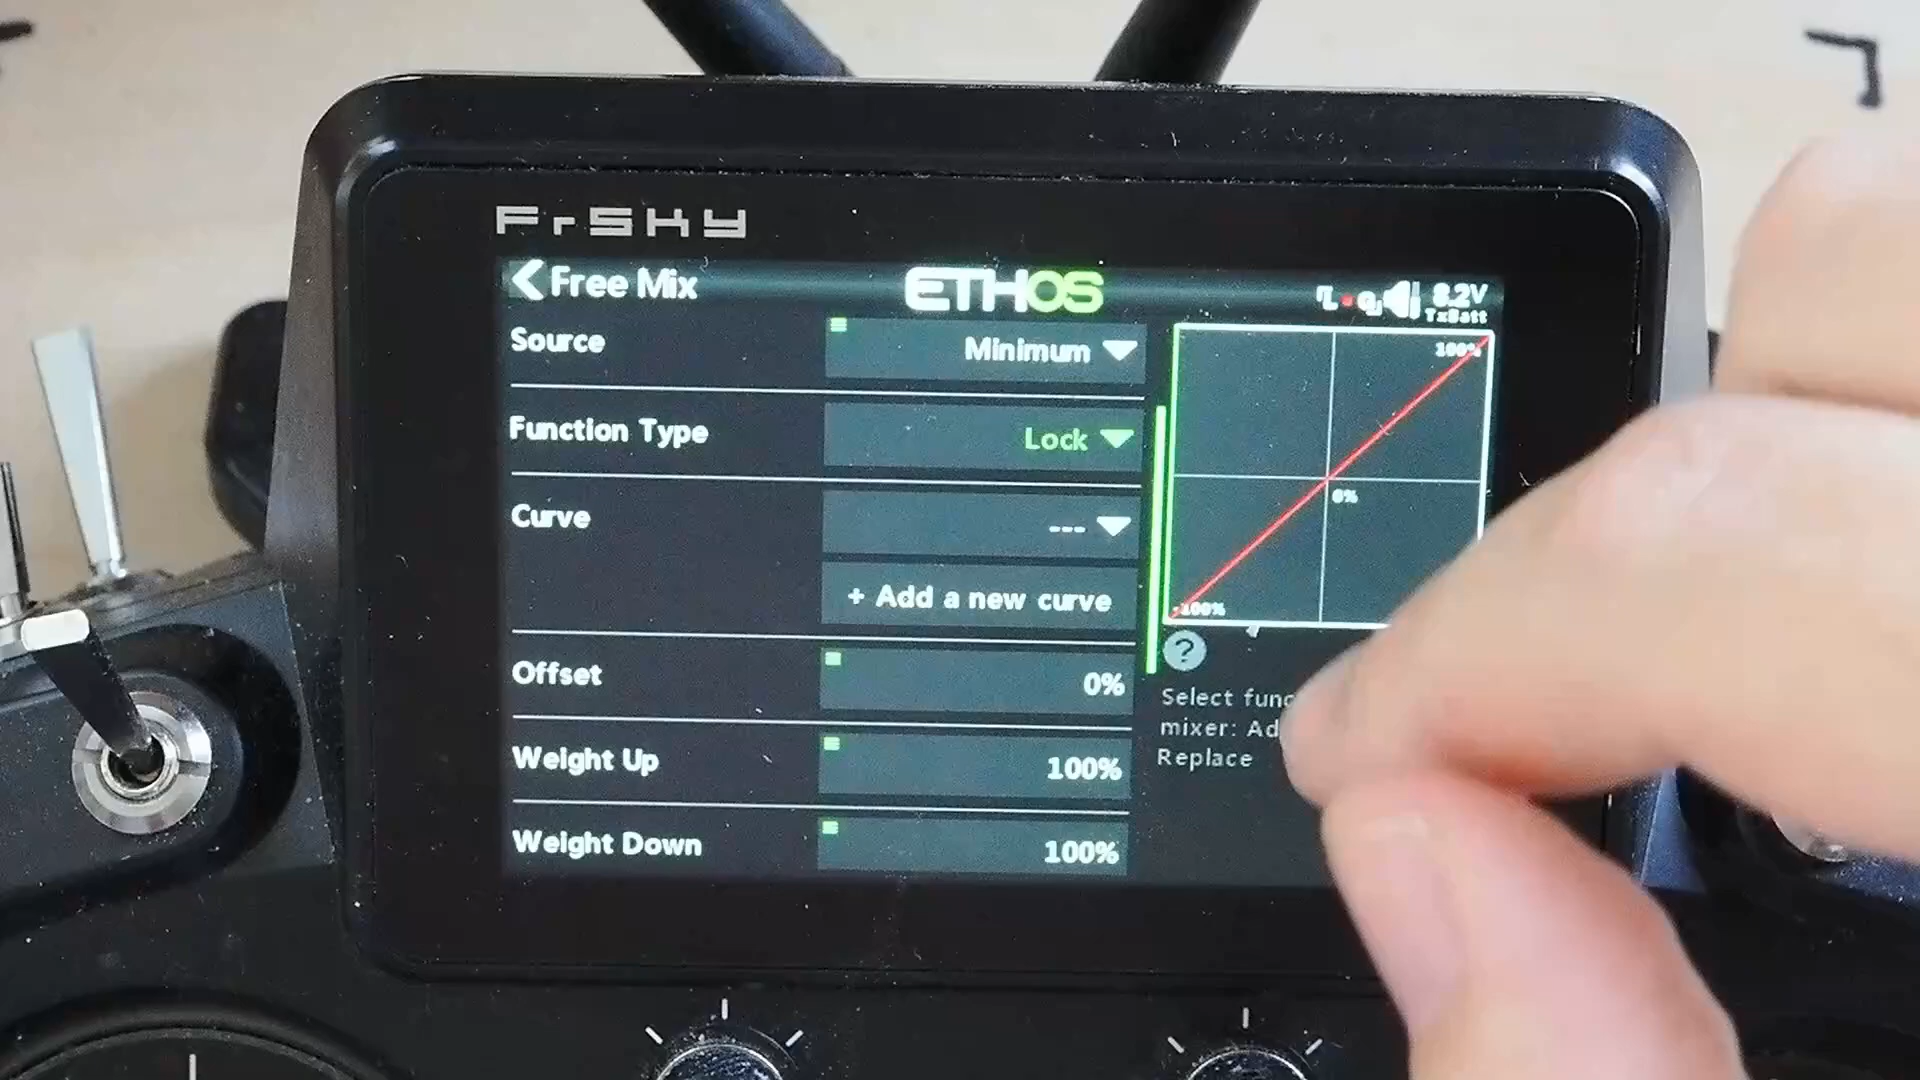 FrSKY
Free Mix
ETHOS
8.2V
TxBatt
Source
Minimum
Function Type
Lock
Curve
---
+ Add a new curve
Offset
0%
Weight Up
100%
Weight Down
100%
100%
0%
-100%
?
Select func
mixer: Ad
Replace